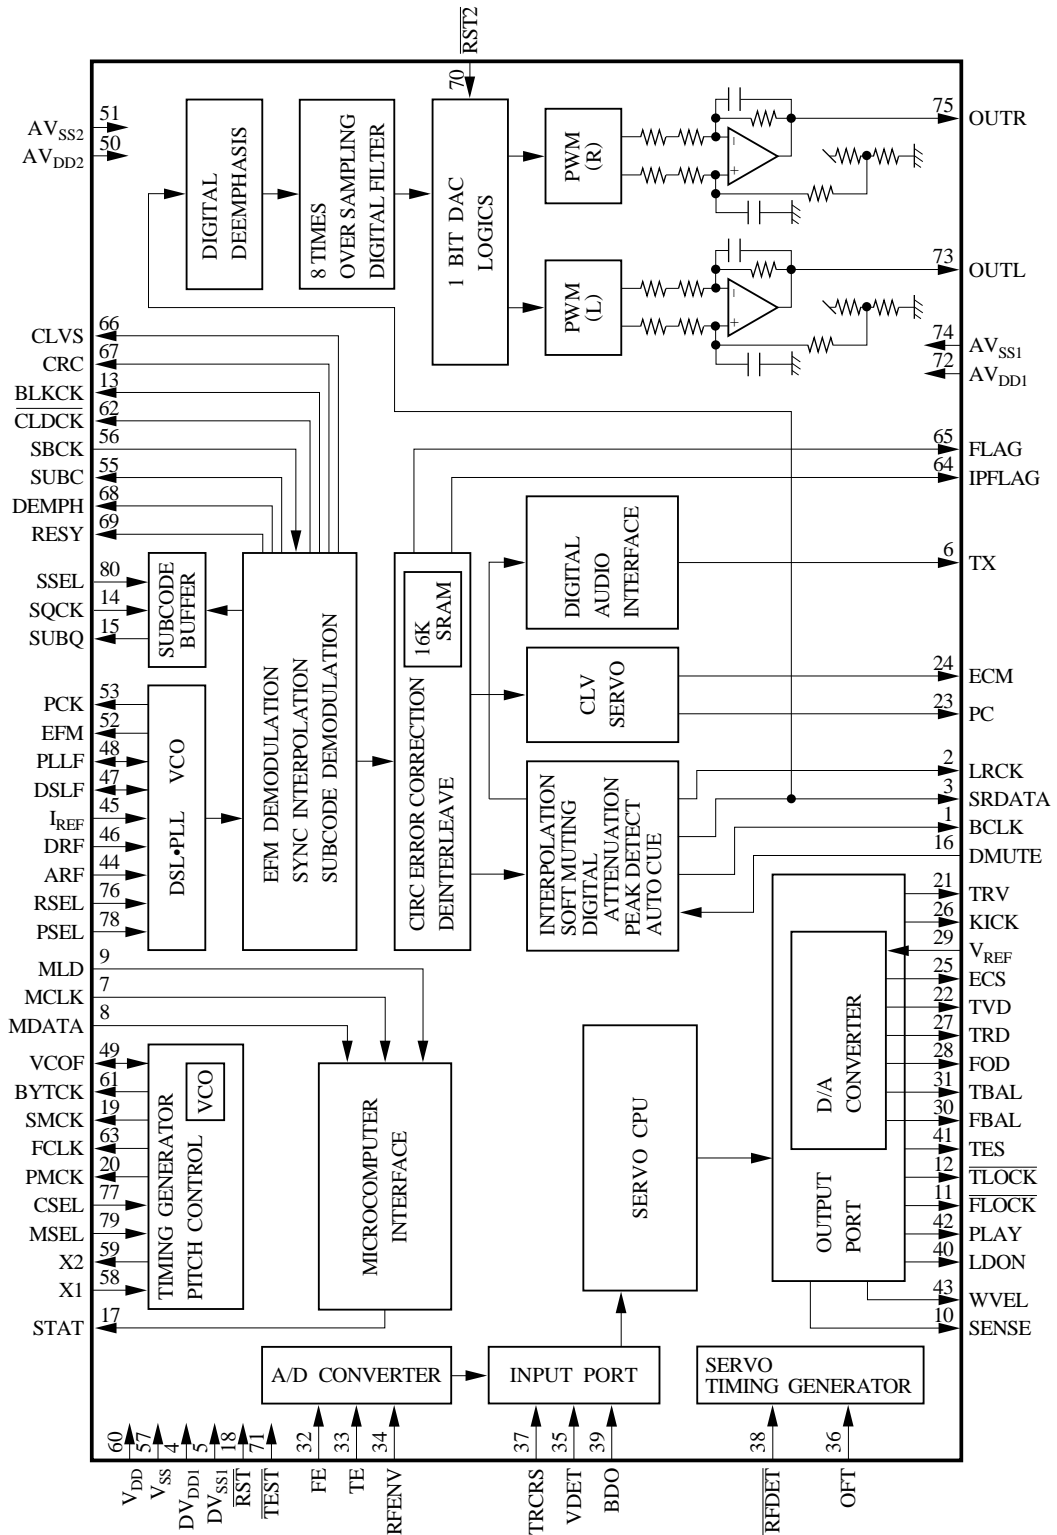 RST2
70
51
AVSS2
50
AVDD2
DIGITAL
DEEMPHASIS
8 TIMES
OVER SAMPLING
DIGITAL FILTER
1 BIT DAC
LOGICS
PWM
(R)
PWM
(L)
−
+
−
+
75
OUTR
73
OUTL
74
AVSS1
72
AVDD1
66
CLVS
67
CRC
13
BLKCK
62
CLDCK
56
SBCK
55
SUBC
68
DEMPH
69
RESY
80
SSEL
14
SQCK
15
SUBQ
SUBCODE
BUFFER
53
PCK
52
EFM
48
PLLF
47
DSLF
45
IREF
46
DRF
44
ARF
76
RSEL
78
PSEL
DSL•PLL VCO
EFM DEMODULATION
SYNC INTERPOLATION
SUBCODE DEMODULATION
16K
SRAM
CIRC ERROR CORRECTION
DEINTERLEAVE
DIGITAL
AUDIO
INTERFACE
CLV
SERVO
INTERPOLATION
SOFT MUTING
DIGITAL
ATTENUATION
PEAK DETECT
AUTO CUE
65
FLAG
64
IPFLAG
6
TX
24
ECM
23
PC
2
LRCK
3
SRDATA
1
BCLK
16
DMUTE
21
TRV
26
KICK
29
VREF
25
ECS
22
TVD
27
TRD
28
FOD
31
TBAL
30
FBAL
41
TES
12
TLOCK
11
FLOCK
42
PLAY
40
LDON
43
WVEL
10
SENSE
D/A
CONVERTER
OUTPUT
PORT
SERVO CPU
9
MLD
7
MCLK
8
MDATA
49
VCOF
61
BYTCK
19
SMCK
63
FCLK
20
PMCK
77
CSEL
79
MSEL
59
X2
58
X1
17
STAT
VCO
TIMING GENERATOR
PITCH CONTROL
MICROCOMPUTER
INTERFACE
A/D CONVERTER
INPUT PORT
SERVO
TIMING GENERATOR
60
VDD
57
VSS
4
DVDD1
5
DVSS1
18
RST
71
TEST
32
FE
33
TE
34
RFENV
37
TRCRS
35
VDET
39
BDO
38
RFDET
36
OFT